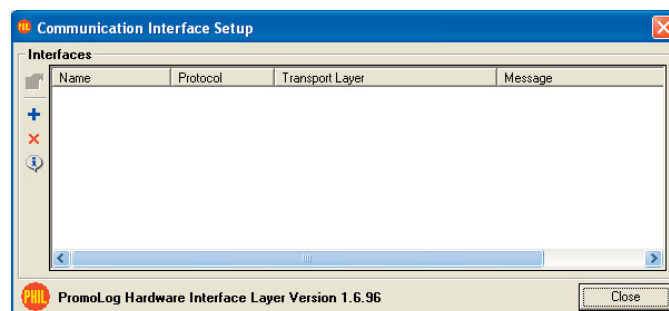 PHIL Communication Interface Setup
Interfaces
Name Protocol Transport Layer Message
PHIL PromoLog Hardware Interface Layer Version 1.6.96 Close